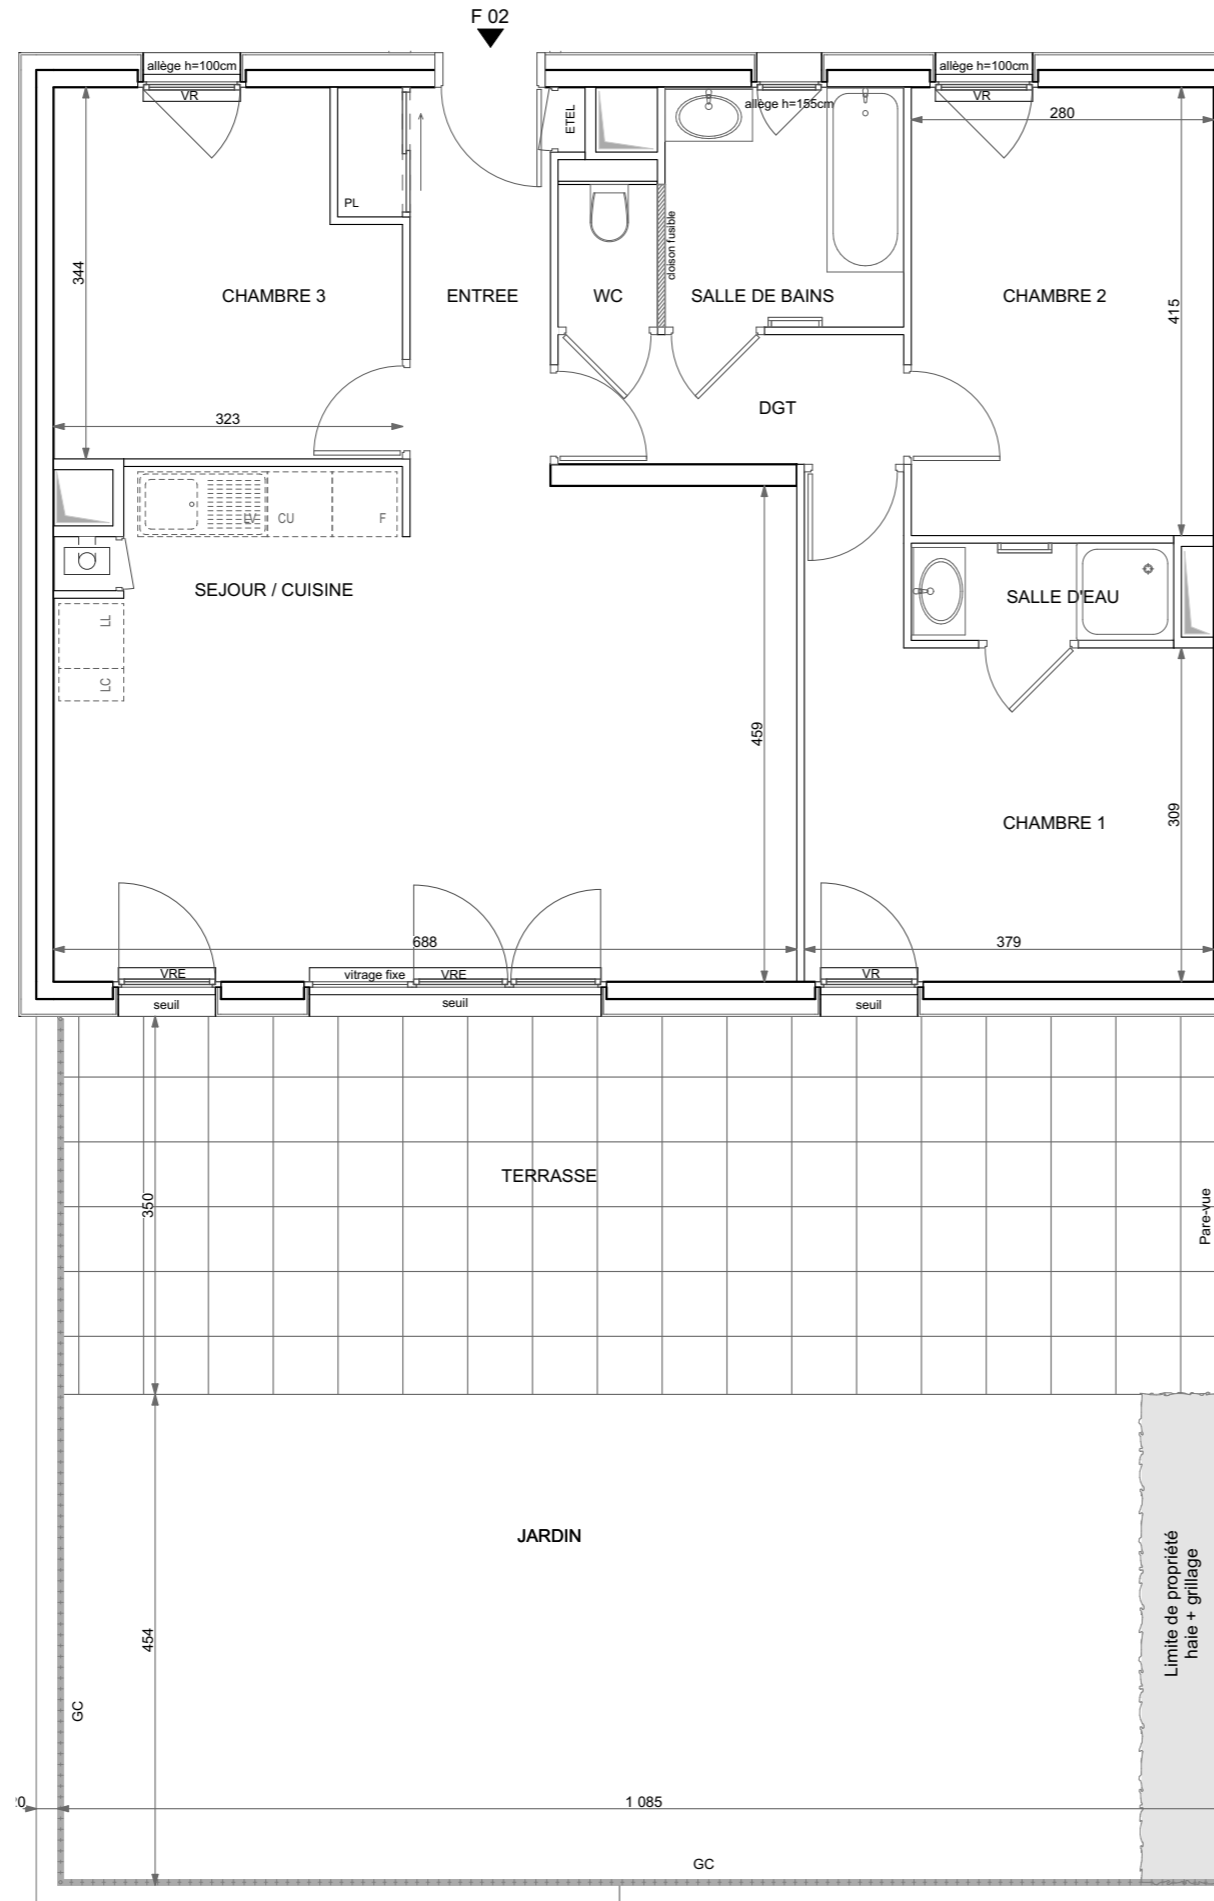 F 02
allège h=100cm
VR
ETEL
allège h=155cm
allège h=100cm
VR
280
PL
cloison fusible
344
CHAMBRE 3
ENTREE
WC
SALLE DE BAINS
CHAMBRE 2
415
323
DGT
LV
CU
F
SEJOUR / CUISINE
SALLE D'EAU
LL
LC
459
CHAMBRE 1
309
688
379
VRE
vitrage fixe
VRE
VR
seuil
seuil
seuil
TERRASSE
350
Pare-vue
JARDIN
Limite de propriété
haie + grillage
454
GC
1 085
GC